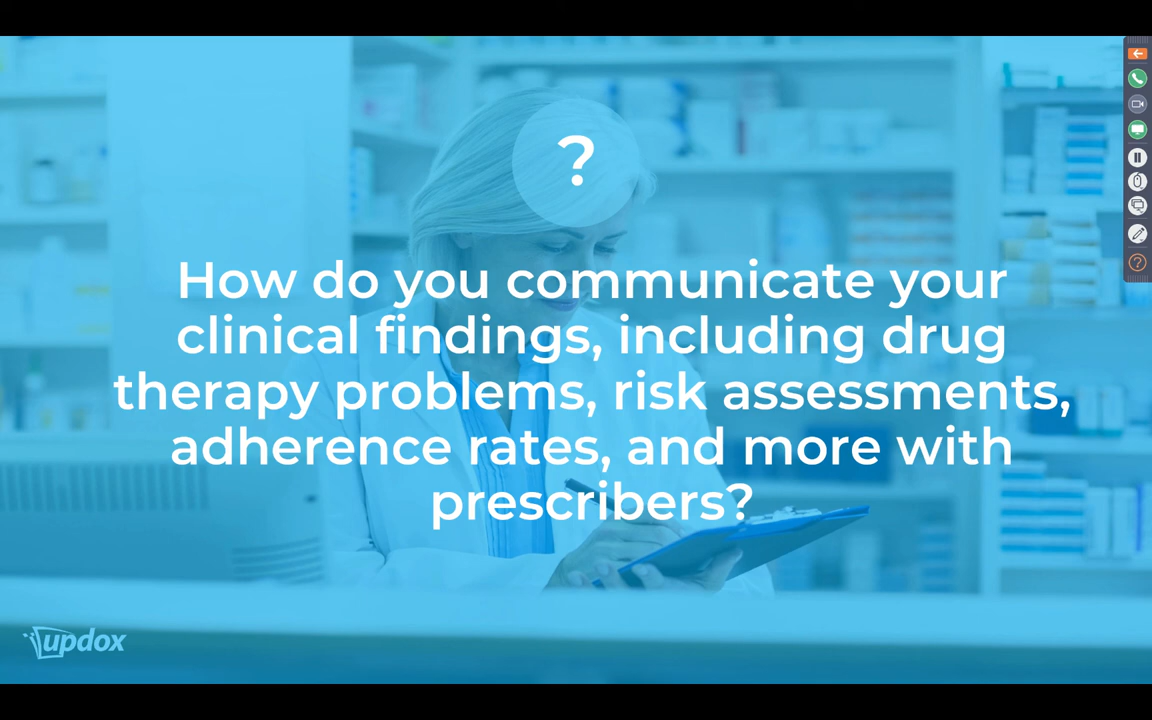 ?
How do you communicate your
clinical findings, including drug
therapy problems, risk assessments,
adherence rates, and more with
prescribers?
updox